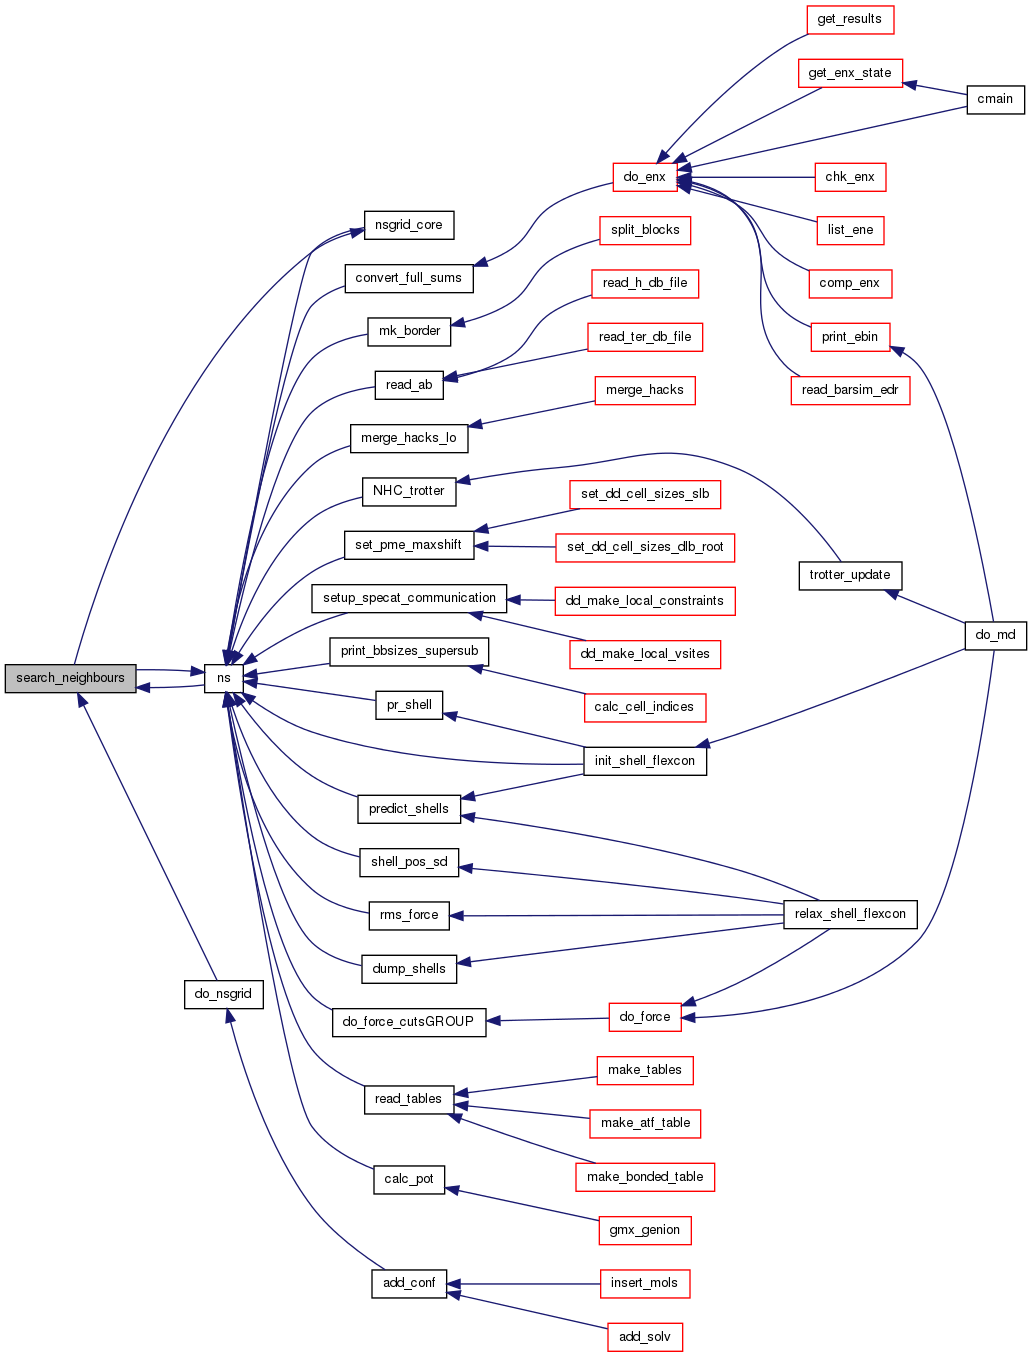 get_results
get_enx_state
cmain
do_enx
chk_enx
nsgrid_core
split_blocks
list_ene
convert_full_sums
read_h_db_file
comp_enx
mk_border
read_ter_db_file
print_ebin
read_ab
merge_hacks
read_barsim_edr
merge_hacks_lo
NHC_trotter
set_dd_cell_sizes_slb
set_pme_maxshift
set_dd_cell_sizes_dlb_root
trotter_update
setup_specat_communication
dd_make_local_constraints
do_md
print_bbsizes_supersub
dd_make_local_vsites
search_neighbours
ns
pr_shell
calc_cell_indices
init_shell_flexcon
predict_shells
shell_pos_sd
rms_force
relax_shell_flexcon
dump_shells
do_nsgrid
do_force_cutsGROUP
do_force
read_tables
make_tables
make_atf_table
calc_pot
make_bonded_table
gmx_genion
add_conf
insert_mols
add_solv